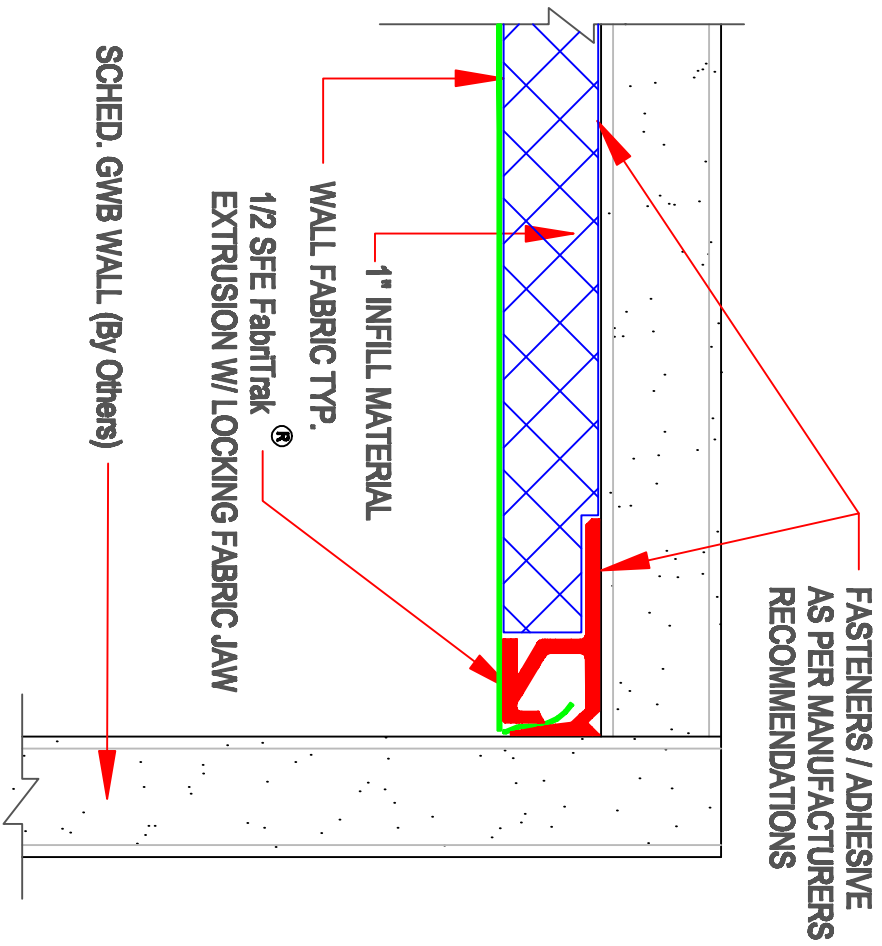 FASTENERS / ADHESIVE
AS PER MANUFACTURERS
RECOMMENDATIONS
1" INFILL MATERIAL
WALL FABRIC TYP.
1/2 SFE FabriTrak ®
EXTRUSION W/ LOCKING FABRIC JAW
SCHED. GWB WALL (By Others)